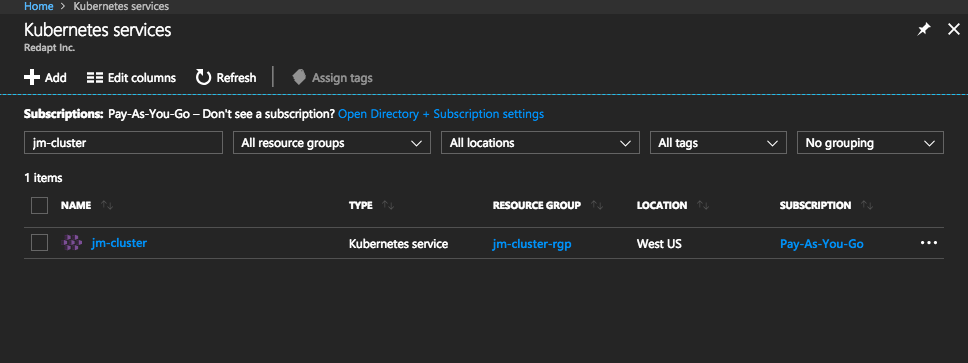 Home > Kubernetes services
Kubernetes services
Redapt Inc.
Add Edit columns Refresh Assign tags
Subscriptions: Pay-As-You-Go – Don't see a subscription? Open Directory + Subscription settings
jm-cluster All resource groups All locations All tags No grouping
1 items
NAME TYPE RESOURCE GROUP LOCATION SUBSCRIPTION
jm-cluster Kubernetes service jm-cluster-rgp West US Pay-As-You-Go